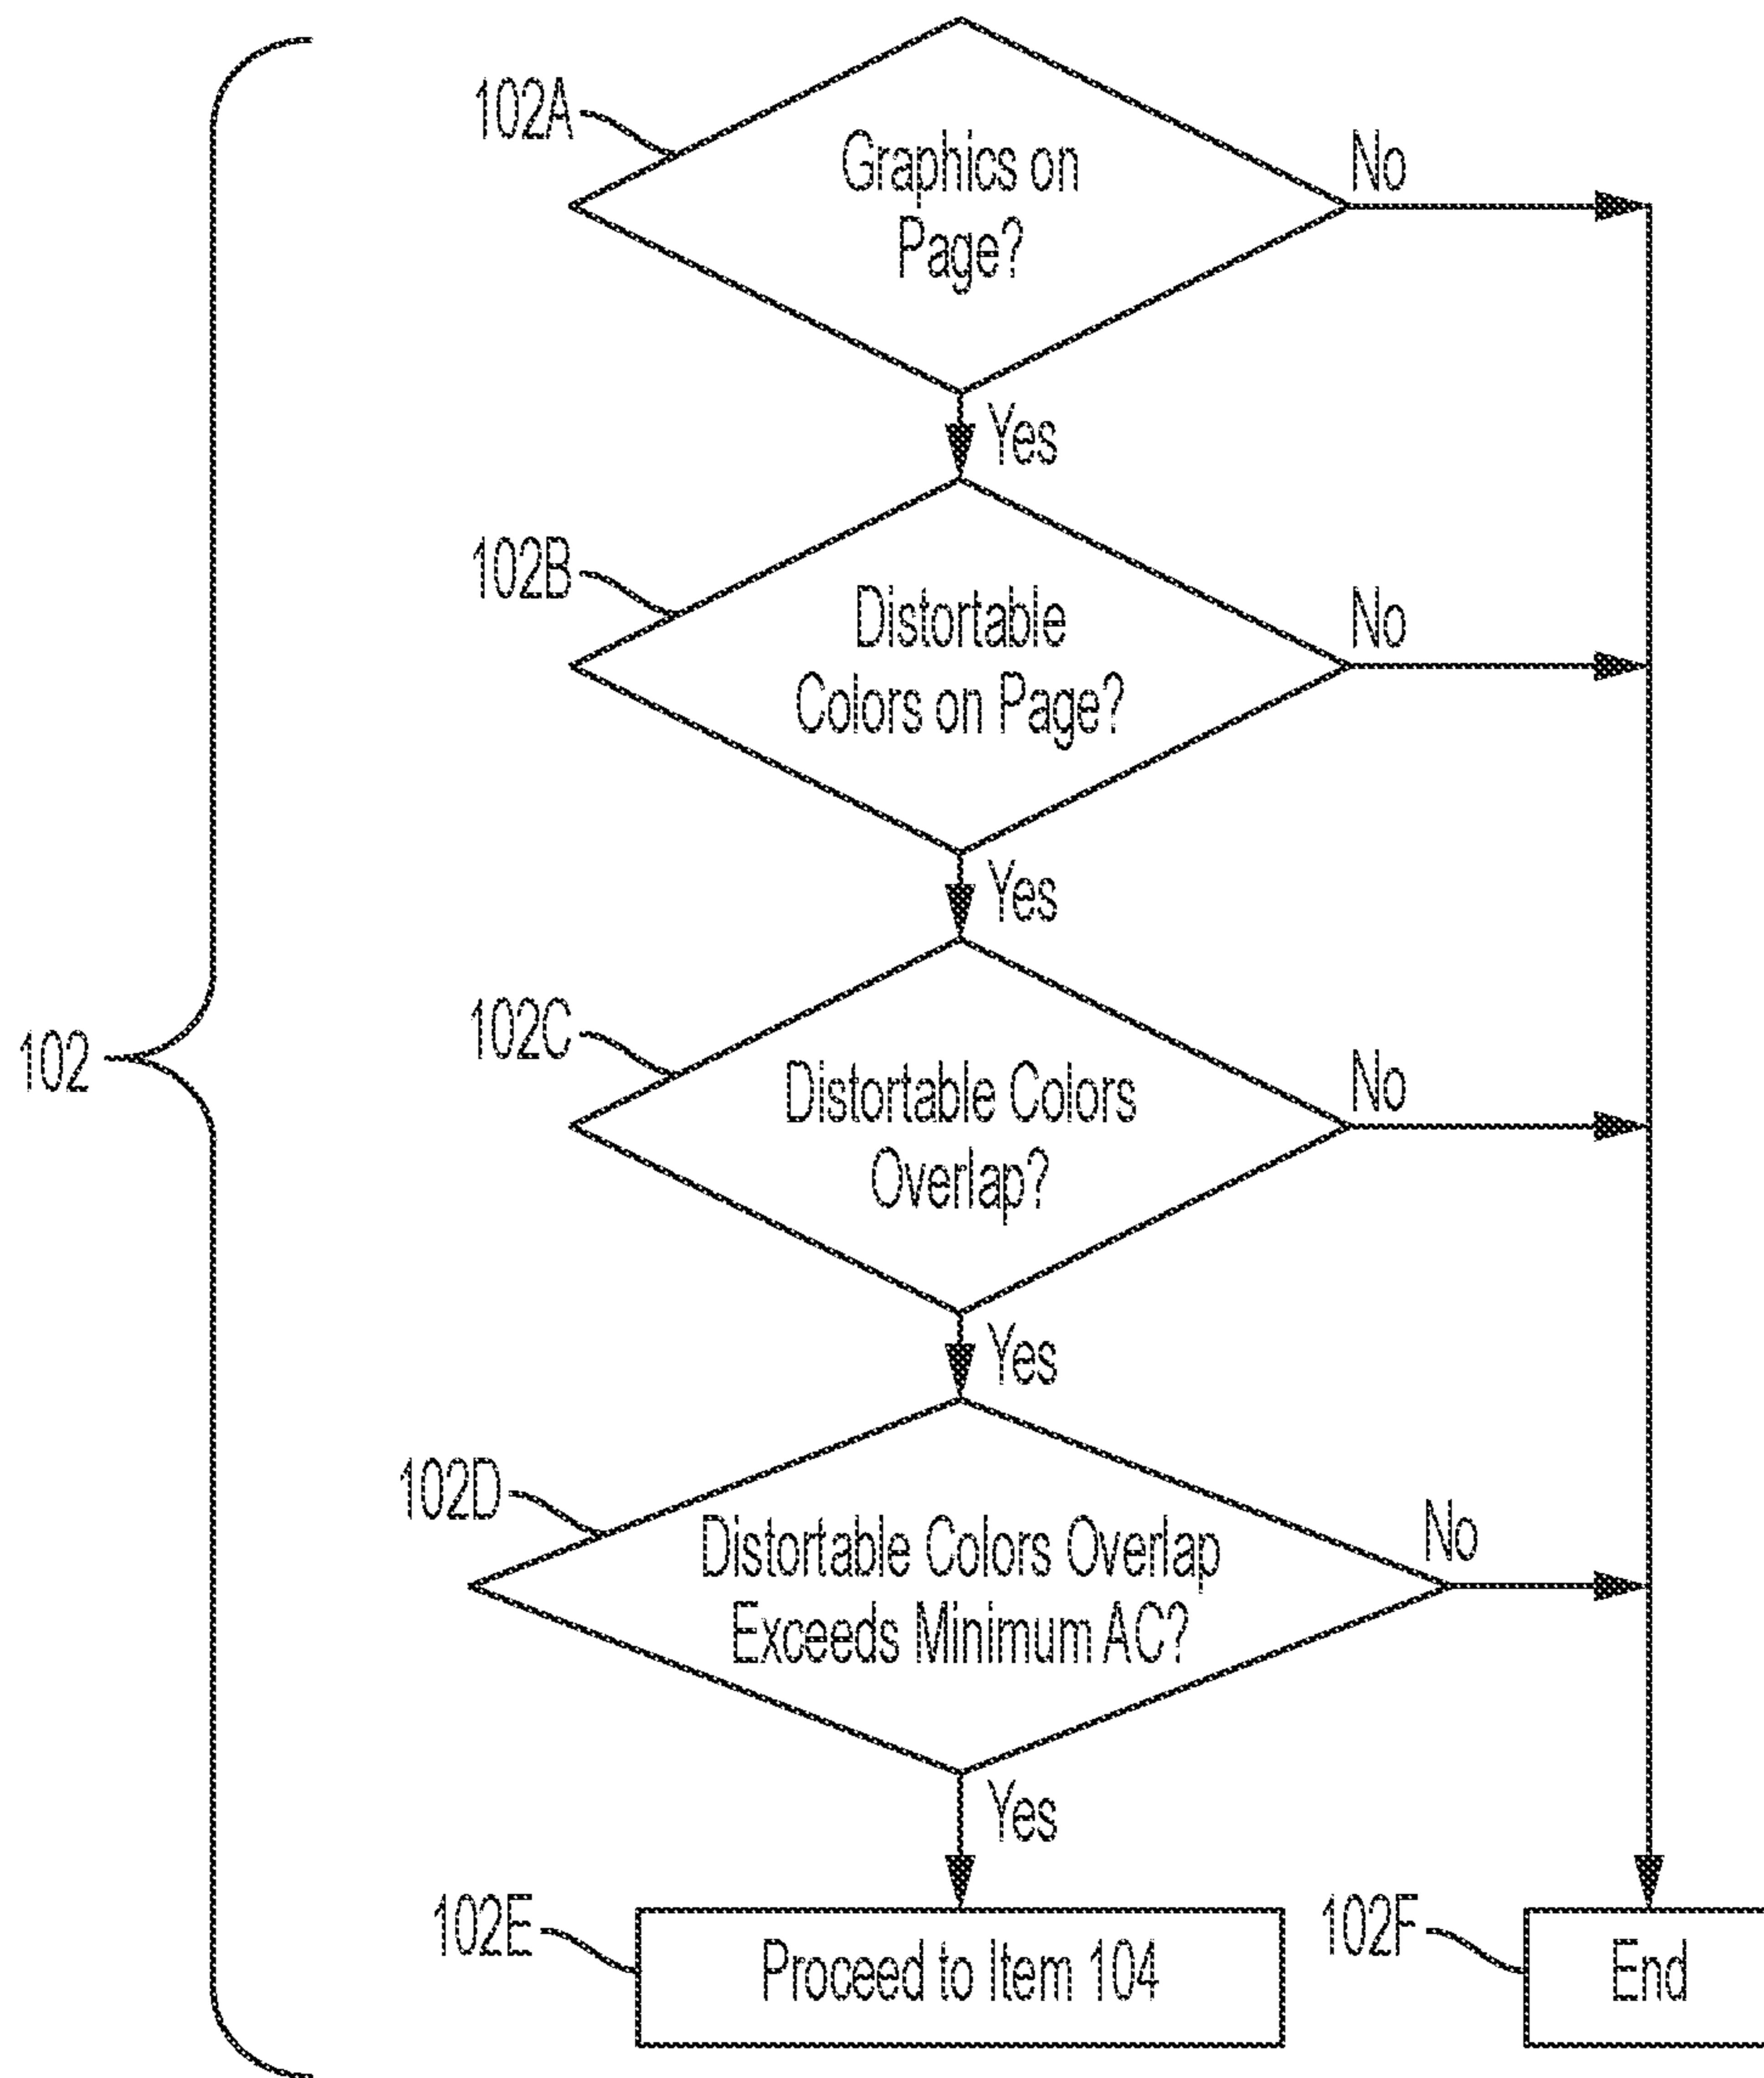 102A
Graphics on
Page?
No
Yes
102B
Distortable
Colors on Page?
No
Yes
102
102C
Distortable Colors
Overlap?
No
Yes
102D
Distortable Colors Overlap
Exceeds Minimum AC?
No
Yes
102E
Proceed to Item 104
102F
End